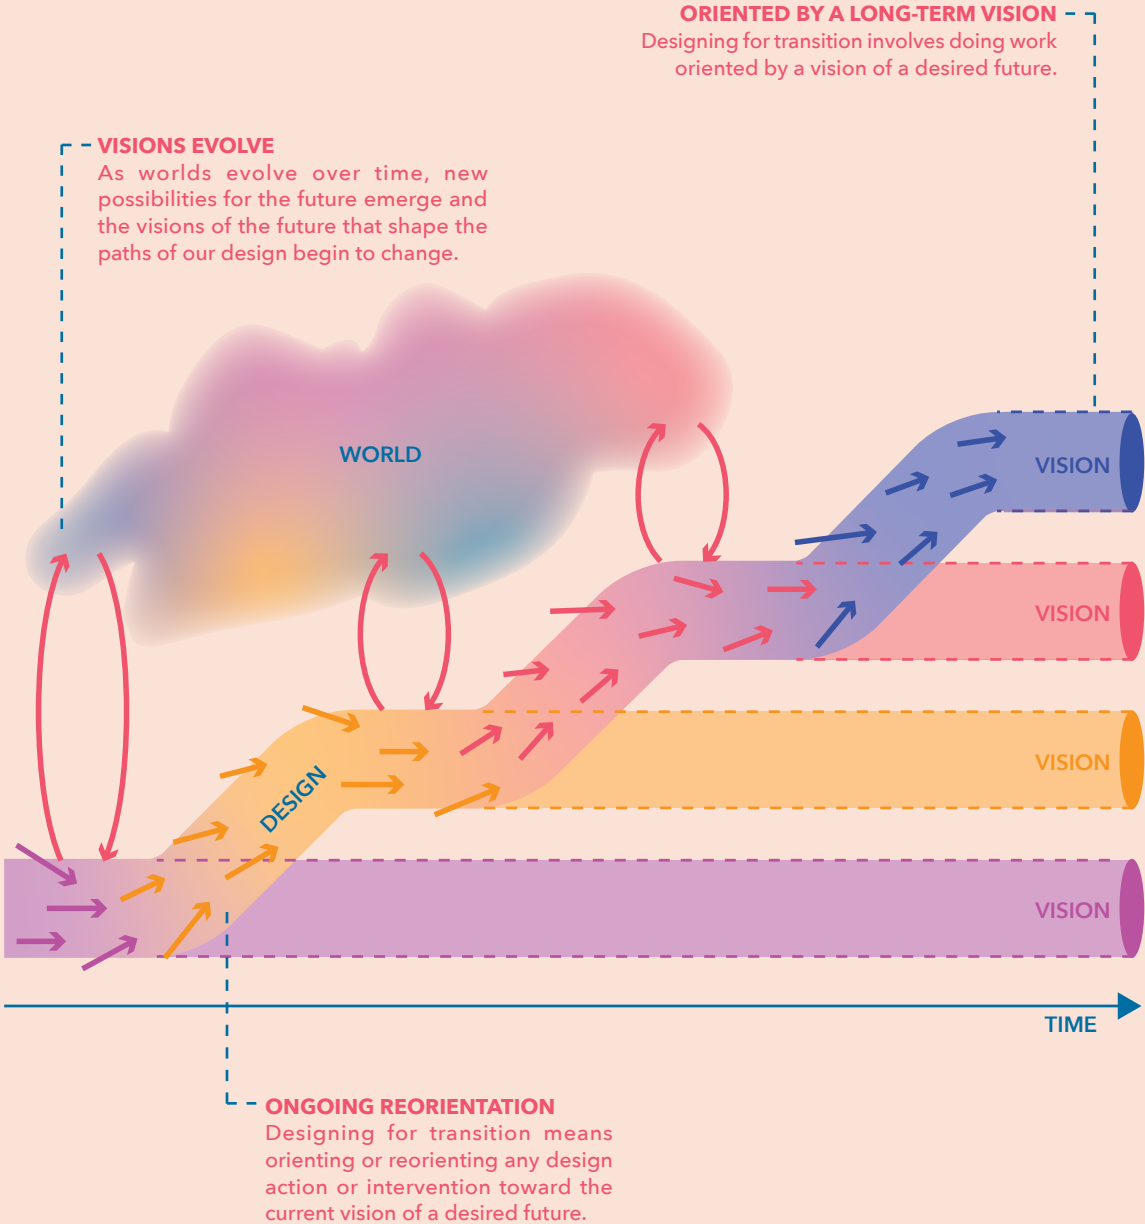 ORIENTED BY A LONG-TERM VISION
Designing for transition involves doing work
oriented by a vision of a desired future.
VISIONS EVOLVE
As worlds evolve over time, new
possibilities for the future emerge and
the visions of the future that shape the
paths of our design begin to change.
WORLD
VISION
VISION
VISION
DESIGN
VISION
TIME
ONGOING REORIENTATION
Designing for transition means
orienting or reorienting any design
action or intervention toward the
current vision of a desired future.